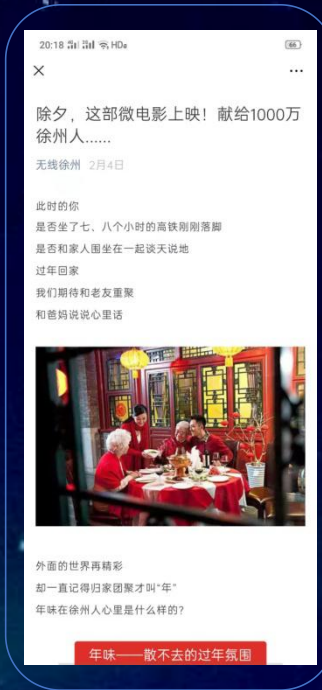 20:18 HD
66
除夕，这部微电影上映！献给1000万
徐州人......
无线徐州 2月4日
此时的你
是否坐了七、八个小时的高铁刚刚落脚
是否和家人围坐在一起谈天说地
过年回家
我们期待和老友重聚
和爸妈说说心里话
外面的世界再精彩
却一直记得归家团聚才叫“年”
年味在徐州人心里是什么样的？
年味——散不去的过年氛围